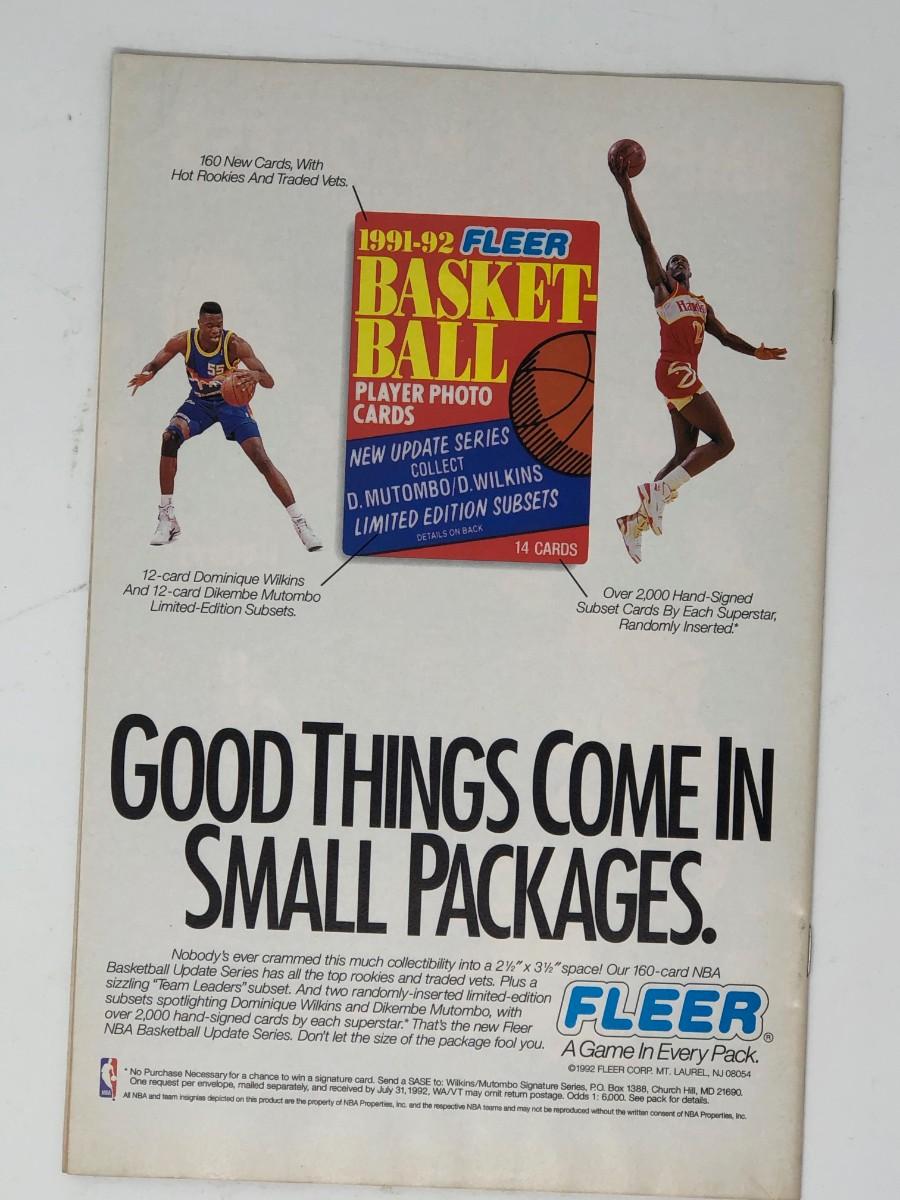 160 New Cards, With
Hot Rookies And Traded Vets.
1991-92 FLEER
BASKET-
BALL
PLAYER PHOTO
CARDS
NEW UPDATE SERIES
COLLECT
D. MUTOMBO/D. WILKINS
LIMITED EDITION SUBSETS
DETAILS ON BACK
14 CARDS
55
Hawks
12-card Dominique Wilkins
And 12-card Dikembe Mutombo
Limited-Edition Subsets.
Over 2,000 Hand-Signed
Subset Cards By Each Superstar,
Randomly Inserted.*
GOOD THINGS COME IN
SMALL PACKAGES.
Nobody's ever crammed this much collectibility into a 2½" x 3½" space! Our 160-card NBA
Basketball Update Series has all the top rookies and traded vets. Plus a
sizzling "Team Leaders" subset. And two randomly-inserted limited-edition
subsets spotlighting Dominique Wilkins and Dikembe Mutombo, with
over 2,000 hand-signed cards by each superstar.* That's the new Fleer
NBA Basketball Update Series. Don't let the size of the package fool you.
FLEER®
A Game In Every Pack.
©1992 FLEER CORP. MT. LAUREL, NJ 08054
NBA
* No Purchase Necessary for a chance to win a signature card. Send a SASE to: Wilkins/Mutombo Signature Series, P.O. Box 1388, Church Hill, MD 21690.
One request per envelope, mailed separately, and received by July 31, 1992, WA/VT may omit return postage. Odds 1: 6,000. See pack for details.
All NBA and team insignias depicted on this product are the property of NBA Properties, Inc. and the respective NBA teams and may not be reproduced without the written consent of NBA Properties, Inc.